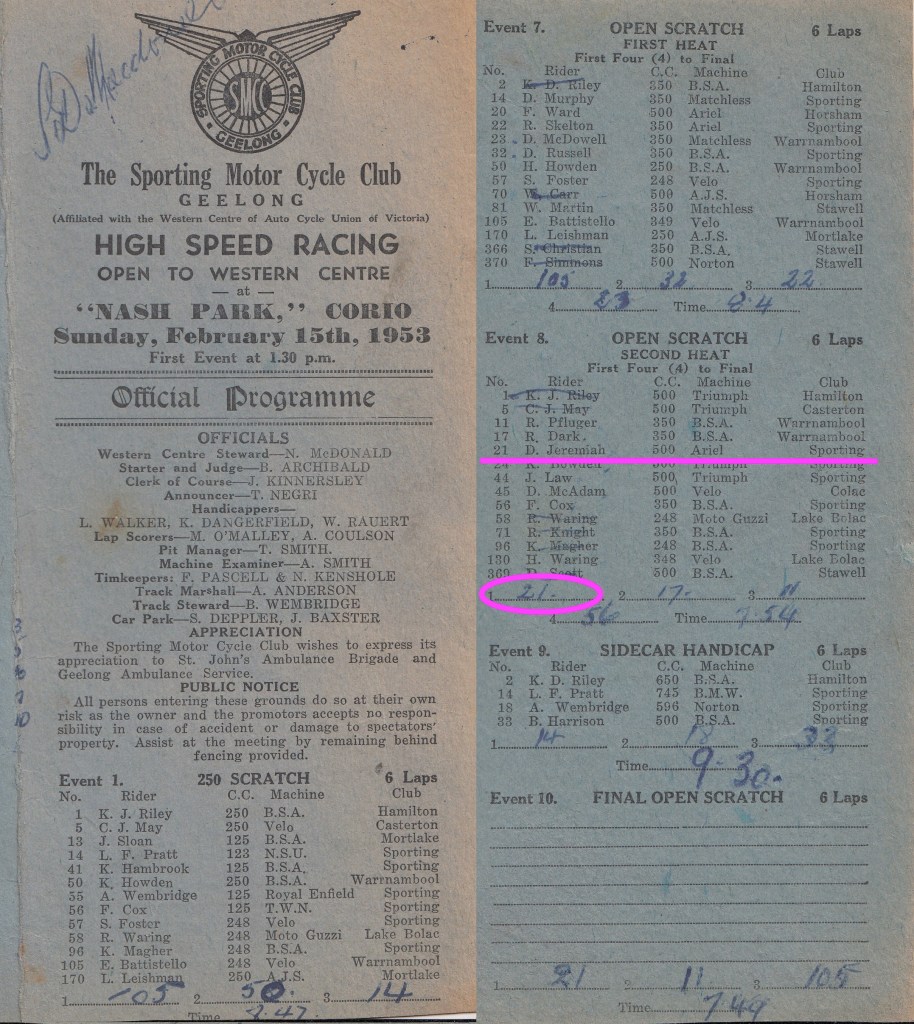 SPORTING MOTOR CYCLE CLUB
SMC
GEELONG
The Sporting Motor Cycle Club
GEELONG
(Affiliated with the Western Centre of Auto Cycle Union of Victoria)
HIGH SPEED RACING
OPEN TO WESTERN CENTRE
— at —
"NASH PARK," CORIO
Sunday, February 15th, 1953
First Event at 1.30 p.m.
Official Programme
OFFICIALS
Western Centre Steward—N. McDONALD
Starter and Judge—B. ARCHIBALD
Clerk of Course—J. KINNERSLEY
Announcer—T. NEGRI
Handicappers—
L. WALKER, K. DANGERFIELD, W. RAUERT
Lap Scorers—M. O'MALLEY, A. COULSON
Pit Manager—T. SMITH.
Machine Examiner—A. SMITH
Timkeepers: F. PASCELL & N. KENSHOLE
Track Marshall—A. ANDERSON
Track Steward—B. WEMBRIDGE
Car Park—S. DEPPLER, J. BAXSTER
APPRECIATION
The Sporting Motor Cycle Club wishes to express its
appreciation to St. John's Ambulance Brigade and
Geelong Ambulance Service.
PUBLIC NOTICE
All persons entering these grounds do so at their own
risk as the owner and the promotors accepts no respon-
sibility in case of accident or damage to spectators'
property. Assist at the meeting by remaining behind
fencing provided.
Event 1. 250 SCRATCH 6 Laps
No. Rider C.C. Machine Club
1 K. J. Riley 250 B.S.A. Hamilton
5 C. J. May 250 Velo Casterton
13 J. Sloan 125 B.S.A. Mortlake
14 L. F. Pratt 123 N.S.U. Sporting
41 K. Hambrook 125 B.S.A. Sporting
50 K. Howden 250 B.S.A. Warrnambool
55 A. Wembridge 125 Royal Enfield Sporting
56 F. Cox 125 T.W.N. Sporting
57 S. Foster 248 Velo Sporting
58 R. Waring 248 Moto Guzzi Lake Bolac
96 K. Magher 248 B.S.A. Sporting
105 E. Battistello 248 Velo Warrnambool
170 L. Leishman 250 A.J.S. Mortlake
1 105 2 50. 3 14
Time 8.47
Event 7. OPEN SCRATCH 6 Laps
FIRST HEAT
First Four (4) to Final
No. Rider C.C. Machine Club
2 K. D. Riley 350 B.S.A. Hamilton
14 D. Murphy 350 Matchless Sporting
20 F. Ward 500 Ariel Horsham
22 R. Skelton 350 Ariel Sporting
23 D. McDowell 350 Matchless Warrnambool
32 D. Russell 350 B.S.A. Sporting
50 H. Howden 250 B.S.A. Warrnambool
57 S. Foster 248 Velo Sporting
70 W. Carr 500 A.J.S. Horsham
81 W. Martin 350 Matchless Stawell
105 E. Battistello 349 Velo Warrnambool
170 L. Leishman 250 A.J.S. Mortlake
366 S. Christian 350 B.S.A. Stawell
370 F. Simmons 500 Norton Stawell
1 105 2 32 3 22
4 23 Time 8.4
Event 8. OPEN SCRATCH 6 Laps
SECOND HEAT
First Four (4) to Final
No. Rider C.C. Machine Club
1 K. J. Riley 500 Triumph Hamilton
5 C. J. May 500 Triumph Casterton
11 R. Pfluger 350 B.S.A. Warrnambool
17 R. Dark 350 B.S.A. Warrnambool
21 D. Jeremiah 500 Ariel Sporting
24 K. Bowden 500 Triumph Sporting
44 J. Law 500 Triumph Sporting
45 D. McAdam 500 Velo Colac
56 F. Cox 350 B.S.A. Sporting
58 R. Waring 248 Moto Guzzi Lake Bolac
71 R. Knight 350 B.S.A. Sporting
96 K. Magher 248 B.S.A. Sporting
130 H. Waring 348 Velo Lake Bolac
369 Scott 500 B.S.A. Stawell
1 21. 2 17. 3 11
4 56 Time 7.54
Event 9. SIDECAR HANDICAP 6 Laps
No. Rider C.C. Machine Club
2 K. D. Riley 650 B.S.A. Hamilton
14 L. F. Pratt 745 B.M.W. Sporting
18 A. Wembridge 596 Norton Sporting
33 B. Harrison 500 B.S.A. Sporting
1 14 2 18 3 33
Time 9.30.
Event 10. FINAL OPEN SCRATCH 6 Laps
1 21 2 11 3 105
Time 7.49